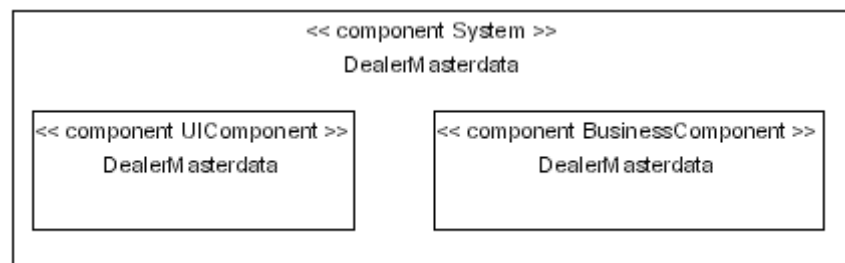 << component System >>
DealerMasterdata
<< component UIComponent >>
DealerMasterdata
<< component BusinessComponent >>
DealerMasterdata